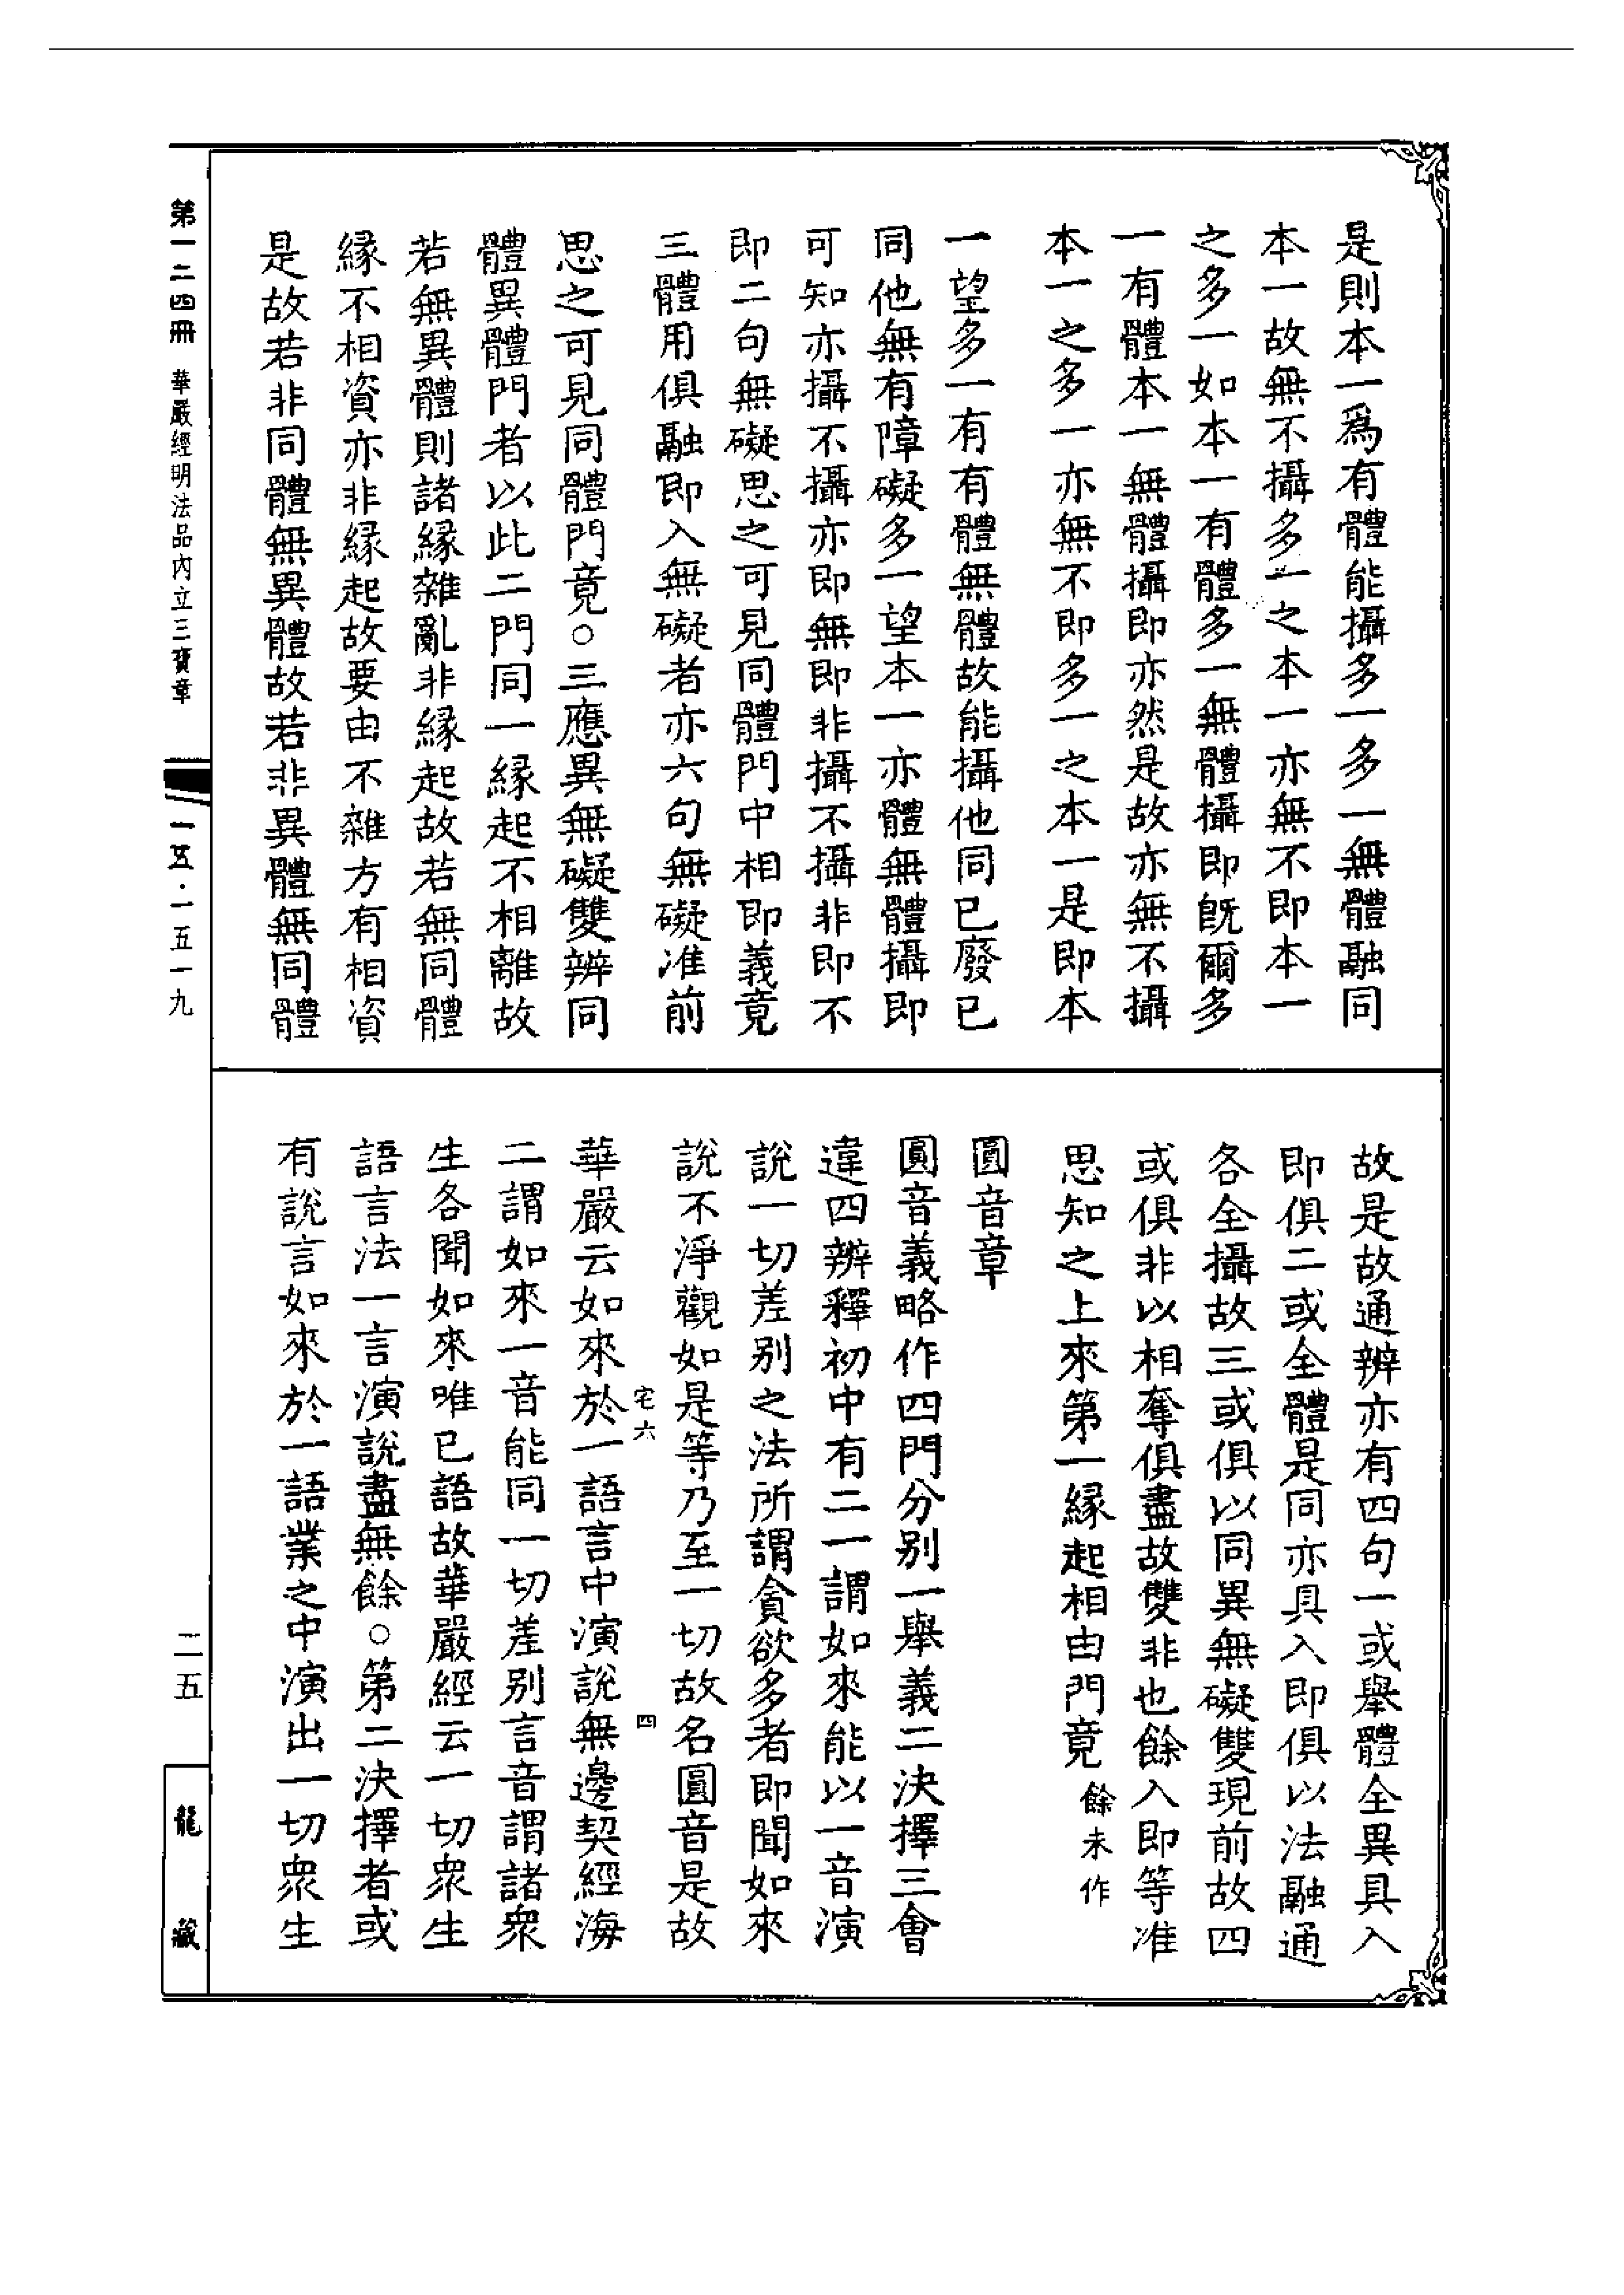 是則本一爲有體能攝多一多一無體融同
本一故無不攝多一之本一亦無不即本一
之多一如本一有體多一無體攝即既爾多
一有體本一無體攝即亦然是故亦無不攝
本一之多一亦無不即多一之本一是即本
一望多一有有體無體故能攝他同已廢已
同他無有障礙多一望本一亦體無體攝即
可知亦攝不攝亦即無即非攝不攝非即不
即二句無礙思之可見同體門中相即義竟
三體用俱融即入無礙者亦六句無礙准前
思之可見同體門竟○三應異無礙雙辨同
體異體門者以此二門同一緣起不相離故
若無異體則諸緣雜亂非緣起故若無同體
緣不相資亦非緣起故要由不雜方有相資
是故若非同體無異體故若非異體無同體
故是故通辨亦有四句一或舉體全異具入
即俱二或全體是同亦具入即俱以法融通
各全攝故三或俱以同異無礙雙現前故四
或俱非以相奪俱盡故雙非也餘入即等准
思知之上來第一緣起相由門竟餘未作
圓音章
圓音義略作四門分別一舉義二決擇三會
違四辨釋初中有二一謂如來能以一音演
說一切差別之法所謂貪欲多者即聞如來
說不淨觀如是等乃至一切故名圓音是故
宅六 四
華嚴云如來於一語言中演說無邊契經海
二謂如來一音能同一切差別言音謂諸衆
生各聞如來唯已語故華嚴經云一切衆生
語言法一言演說盡無餘○第二決擇者或
有說言如來於一語業之中演出一切衆生
第一二四冊 華嚴經明法品內立三寶章
一五五·一五一九
二五
龍藏